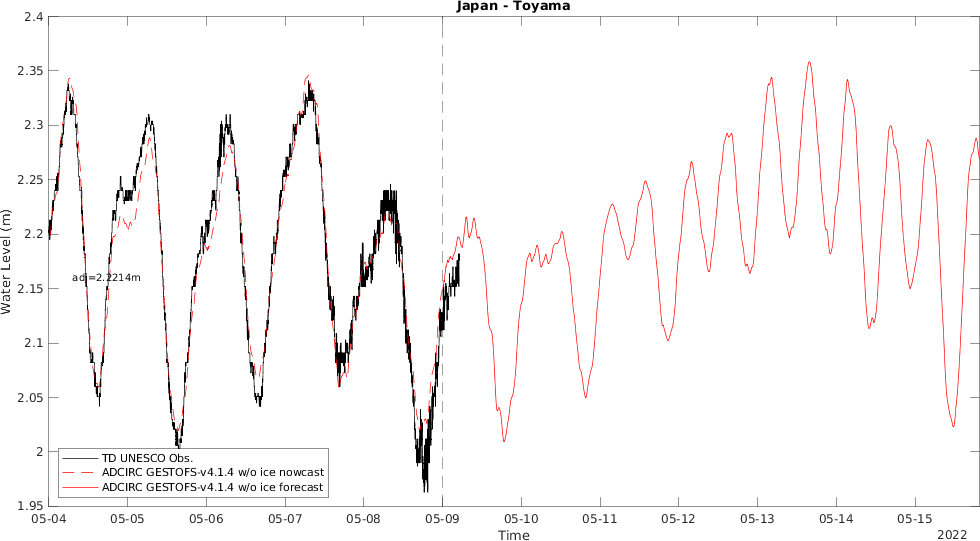 Japan - Toyama
2.4
2.35
2.3
2.25
2.2
2.15
2.1
2.05
2
1.95
Water Level (m)
adj=2.2214m
TD UNESCO Obs.
ADCIRC GESTOFS-v4.1.4 w/o ice nowcast
ADCIRC GESTOFS-v4.1.4 w/o ice forecast
05-04 05-05 05-06 05-07 05-08 05-09 05-10 05-11 05-12 05-13 05-14 05-15
Time
2022